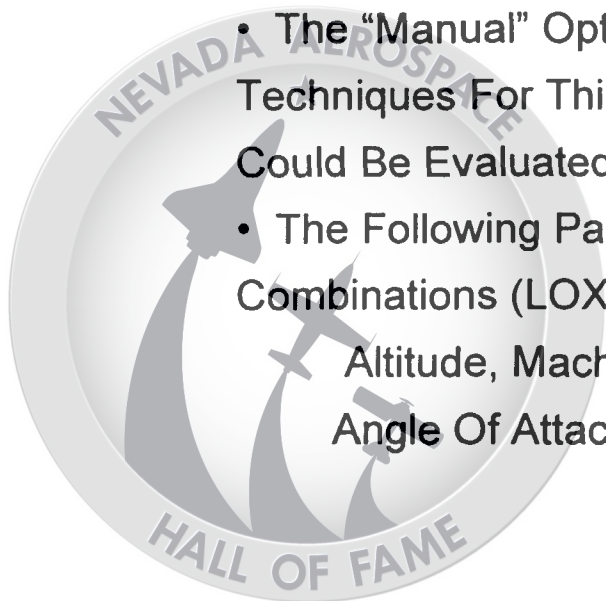 • The “Manual” Opt
Techniques For Thi
Could Be Evaluated
• The Following Pa
Combinations (LOX
Altitude, Mach
Angle Of Attac
NEVADA AEROSPACE
HALL OF FAME